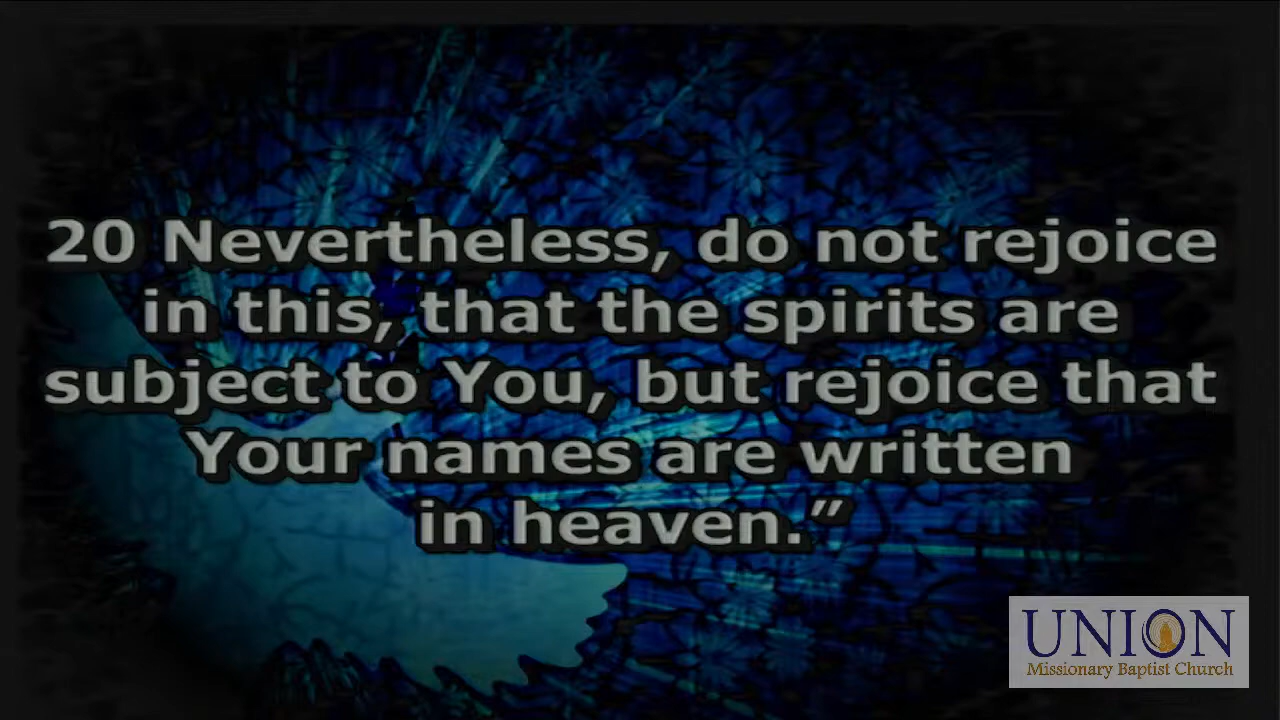 20 Nevertheless, do not rejoice
in this, that the spirits are
subject to You, but rejoice that
Your names are written
in heaven.”
UNION
Missionary Baptist Church